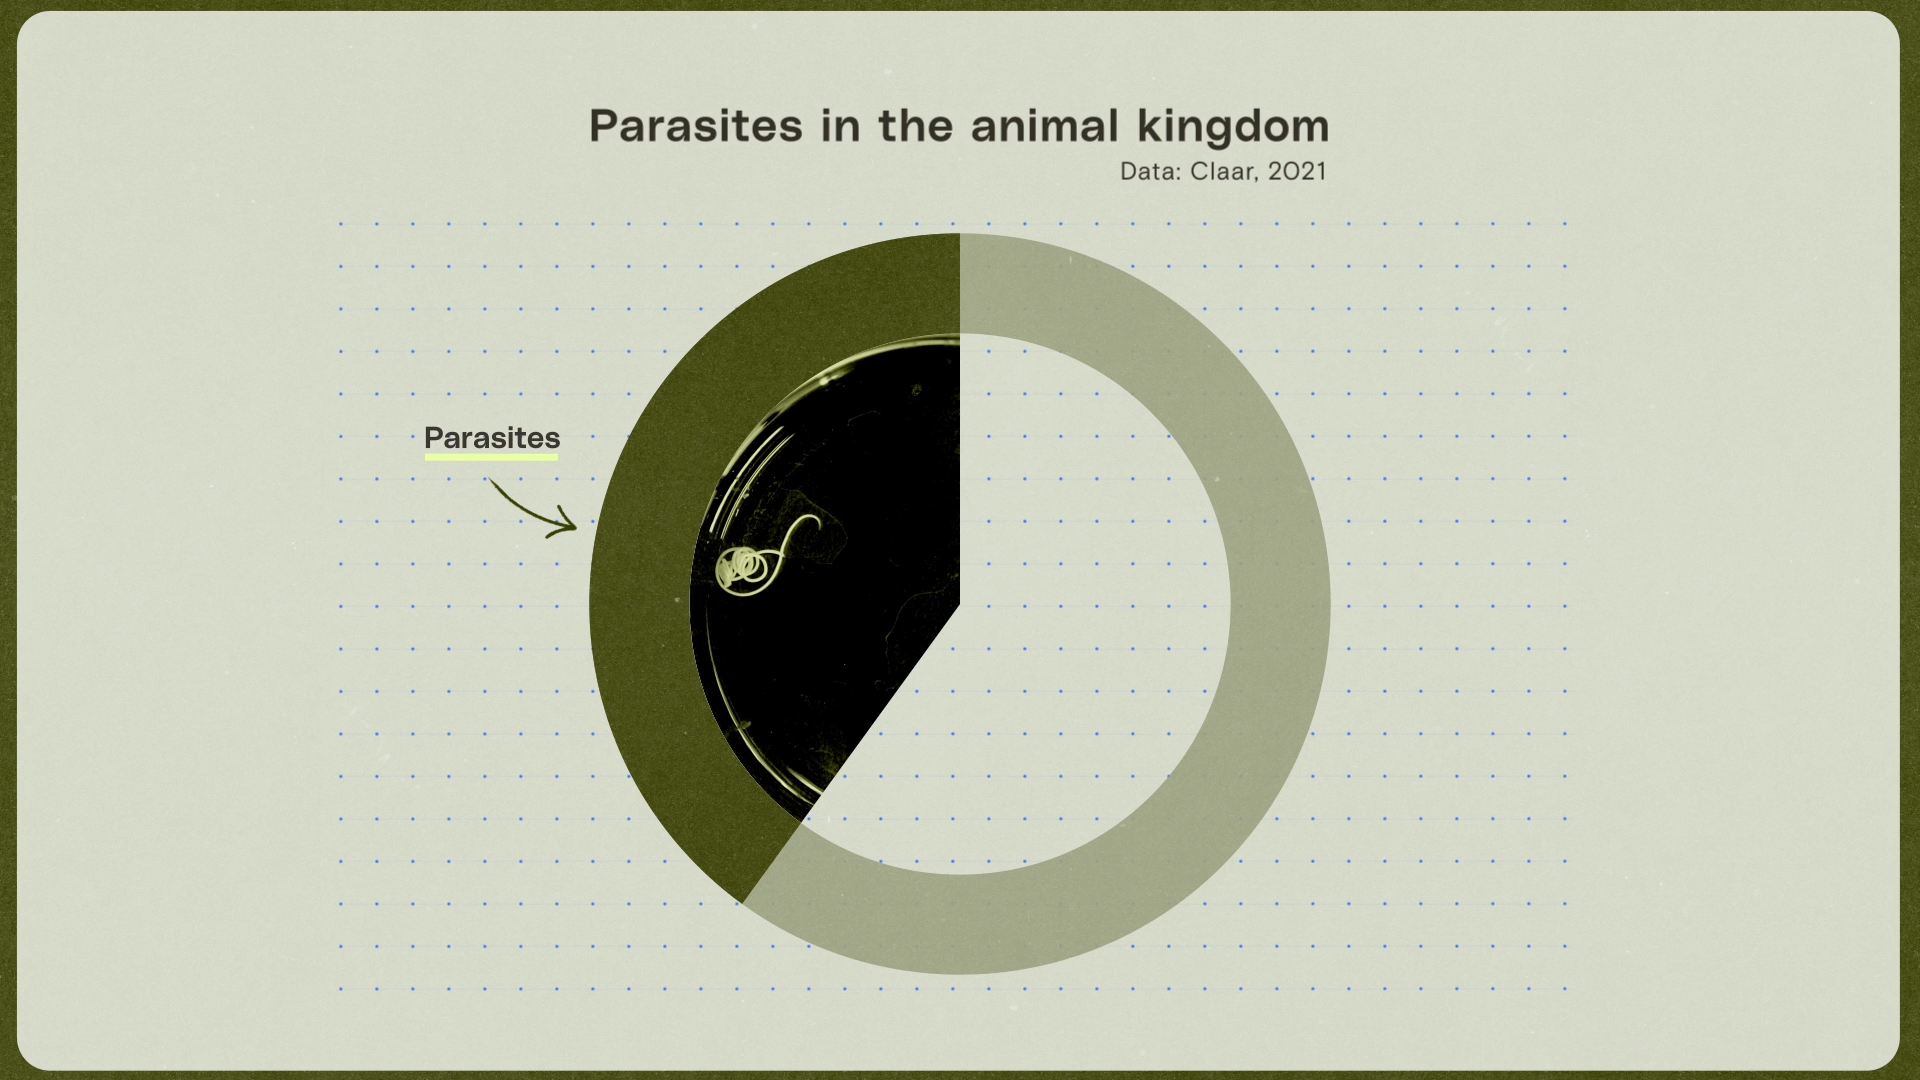 Parasites in the animal kingdom
Data: Claar, 2021
Parasites